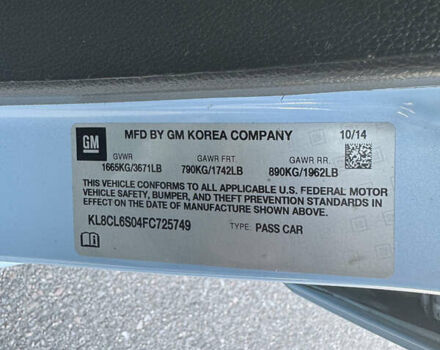 GM
MFD BY GM KOREA COMPANY 10/14
GVWR GAWR FRT. GAWR RR.
1665KG/3671LB 790KG/1742LB 890KG/1962LB
THIS VEHICLE CONFORMS TO ALL APPLICABLE U.S. FEDERAL MOTOR
VEHICLE SAFETY, BUMPER, AND THEFT PREVENTION STANDARDS IN
EFFECT ON THE DATE OF MANUFACTURE SHOWN ABOVE.
KL8CL6S04FC725749 TYPE: PASS CAR